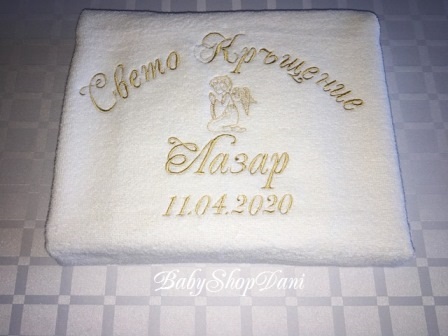 Свето Кръщение
Лазар
11.04.2020
BabyShopDani